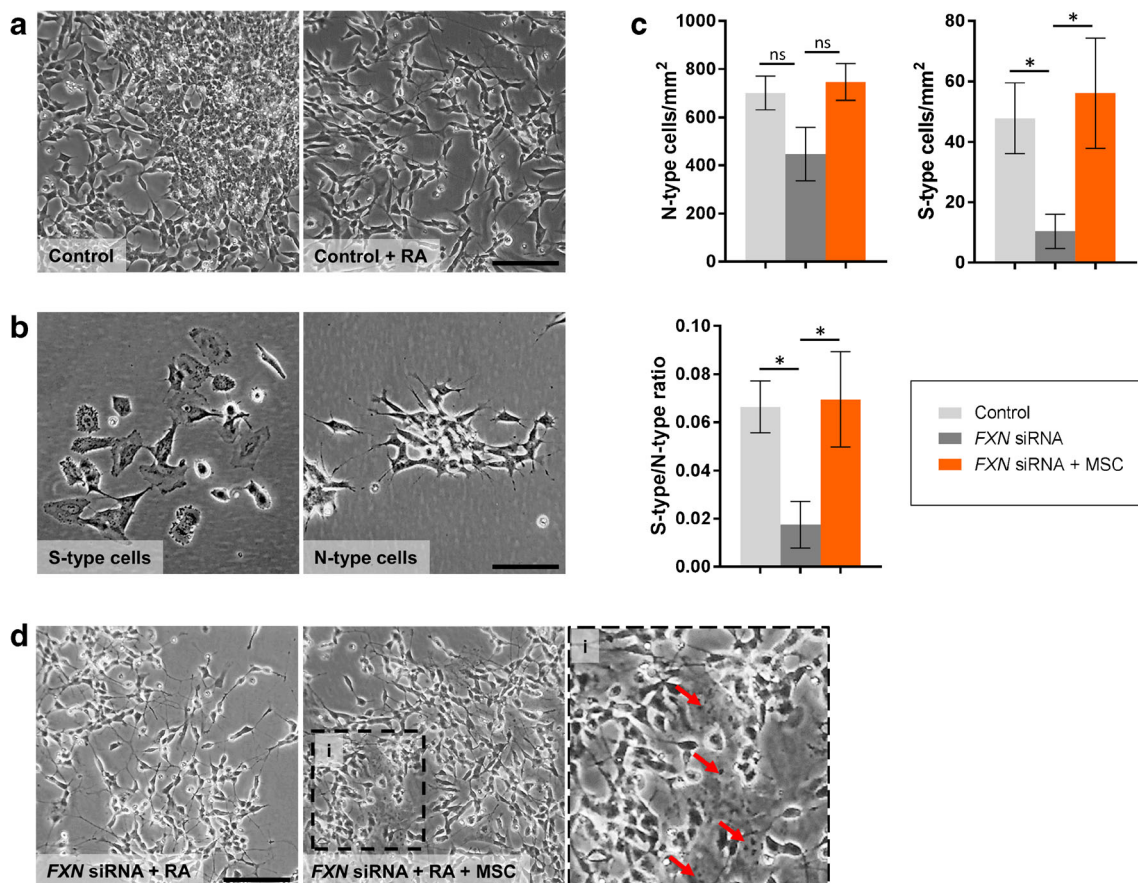 a
Control
Control + RA
b
S-type cells
N-type cells
c
N-type cells/mm²
1000
800
600
400
200
0
ns
ns
S-type cells/mm²
80
60
40
20
0
*
*
S-type/N-type ratio
0.10
0.08
0.06
0.04
0.02
0.00
*
*
Control
FXN siRNA
FXN siRNA + MSC
d
FXN siRNA + RA
i
FXN siRNA + RA + MSC
i